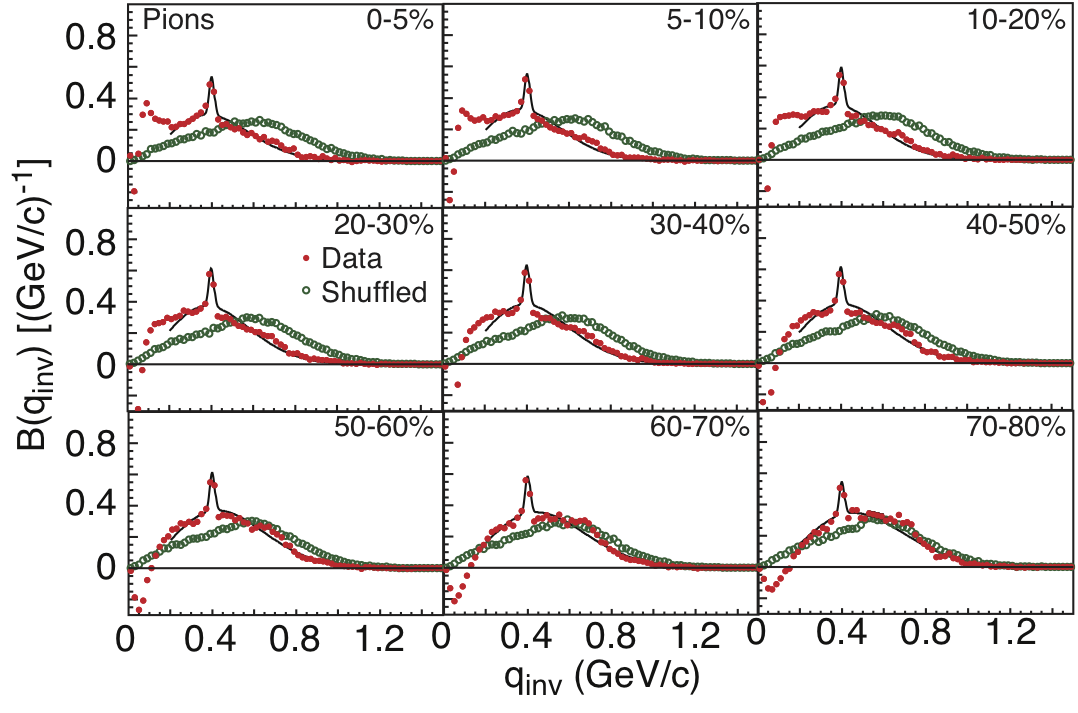 Pions 0-5% 5-10% 10-20%
0.8
0.4
0
20-30% 30-40% 40-50%
Data
Shuffled
0.8
0.4
0
50-60% 60-70% 70-80%
0.8
0.4
0
0 0.4 0.8 1.2 0 0.4 0.8 1.2 0 0.4 0.8 1.2
B(qinv) [(GeV/c)-1]
qinv (GeV/c)